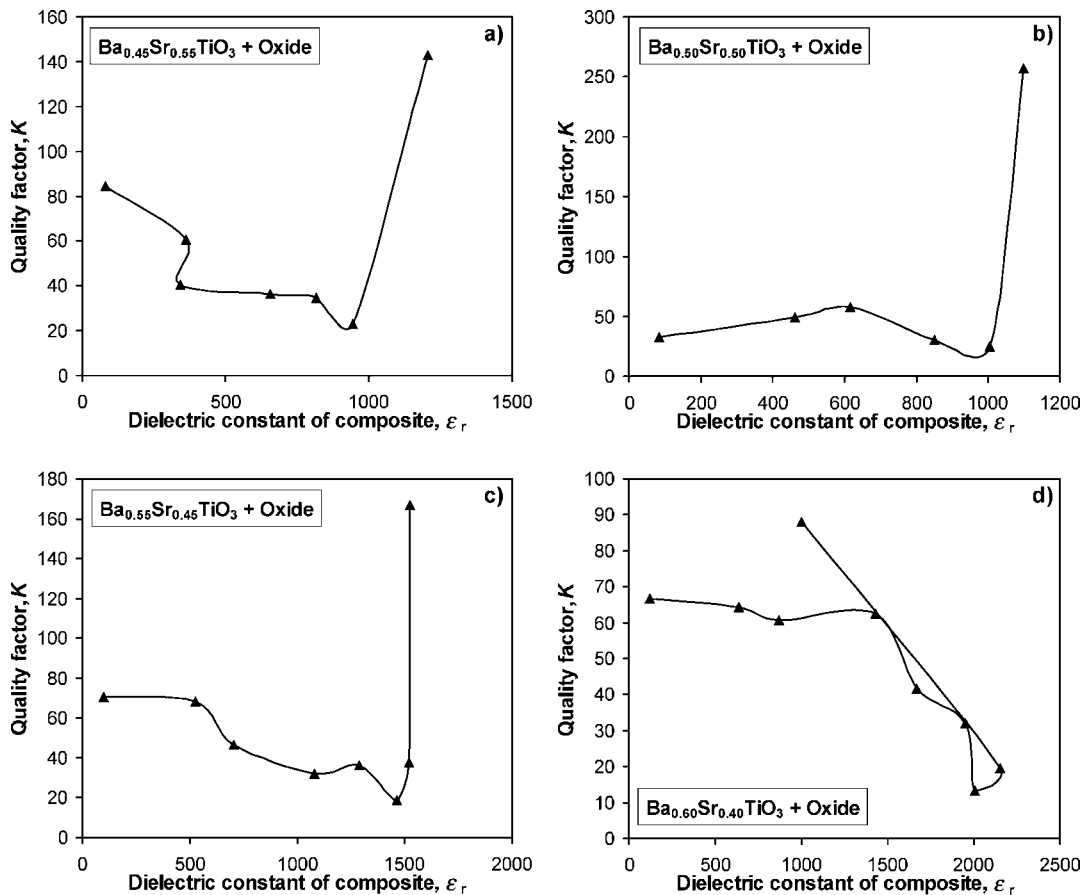 a)
Ba0.45Sr0.55TiO3 + Oxide
Quality factor, K
160
140
120
100
80
60
40
20
0
0 500 1000 1500
Dielectric constant of composite, εr
b)
Ba0.50Sr0.50TiO3 + Oxide
Quality factor, K
300
250
200
150
100
50
0
0 200 400 600 800 1000 1200
Dielectric constant of composite, εr
c)
Ba0.55Sr0.45TiO3 + Oxide
Quality factor, K
180
160
140
120
100
80
60
40
20
0
0 500 1000 1500 2000
Dielectric constant of composite, εr
d)
Quality factor, K
100
90
80
70
60
50
40
30
20
10
0
Ba0.60Sr0.40TiO3 + Oxide
0 500 1000 1500 2000 2500
Dielectric constant of composite, εr